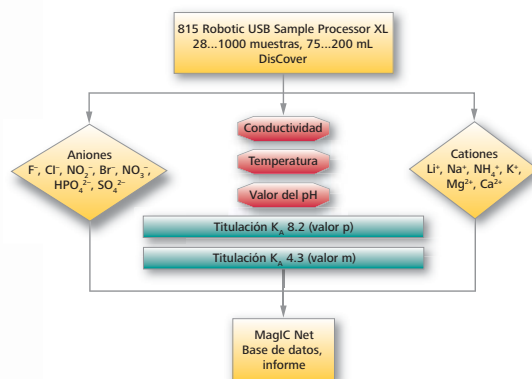 815 Robotic USB Sample Processor XL
28...1000 muestras, 75...200 mL
DisCover
Aniones
F⁻, Cl⁻, NO₂⁻, Br⁻, NO₃⁻,
HPO₄²⁻, SO₄²⁻
Conductividad
Temperatura
Valor del pH
Cationes
Li⁺, Na⁺, NH₄⁺, K⁺,
Mg²⁺, Ca²⁺
Titulación K_A 8.2 (valor p)
Titulación K_A 4.3 (valor m)
MagIC Net
Base de datos,
informe